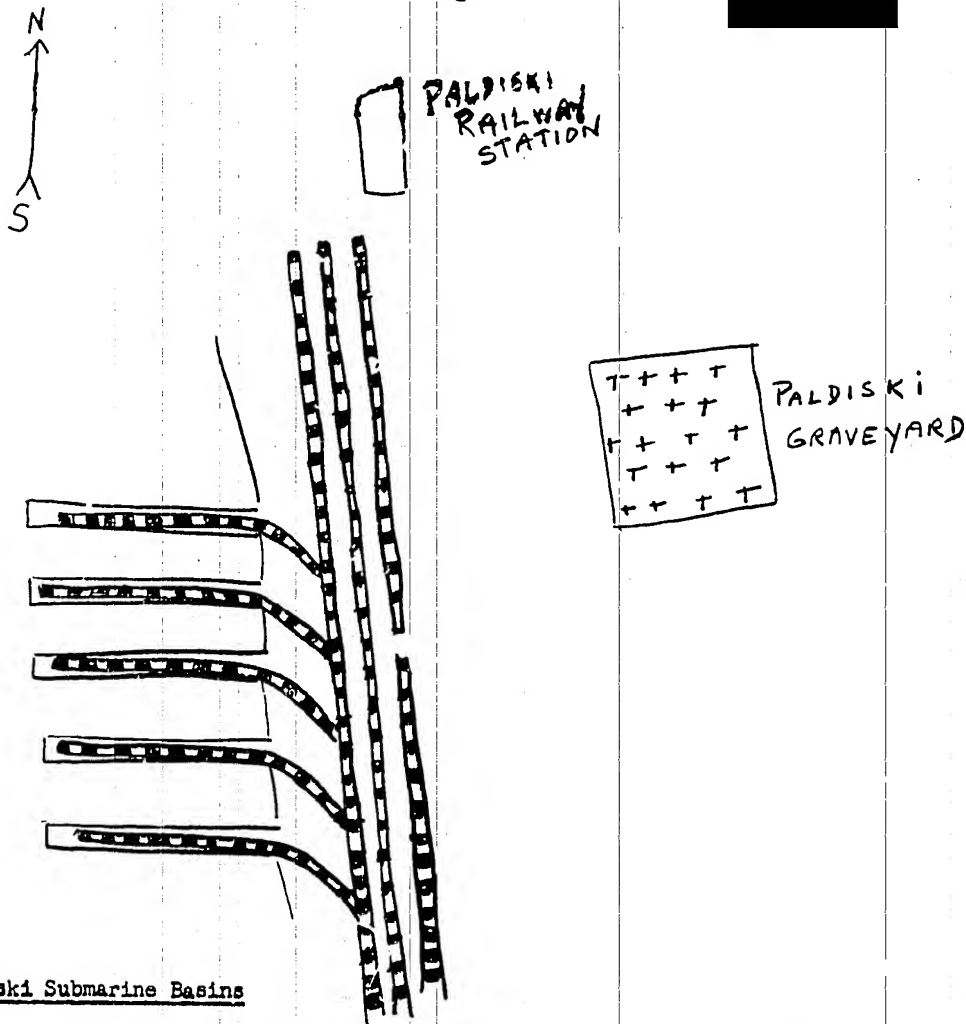 N
S
PALDISKI
RAILWAY
STATION
PALDISKI
GRAVEYARD
ski Submarine Basins